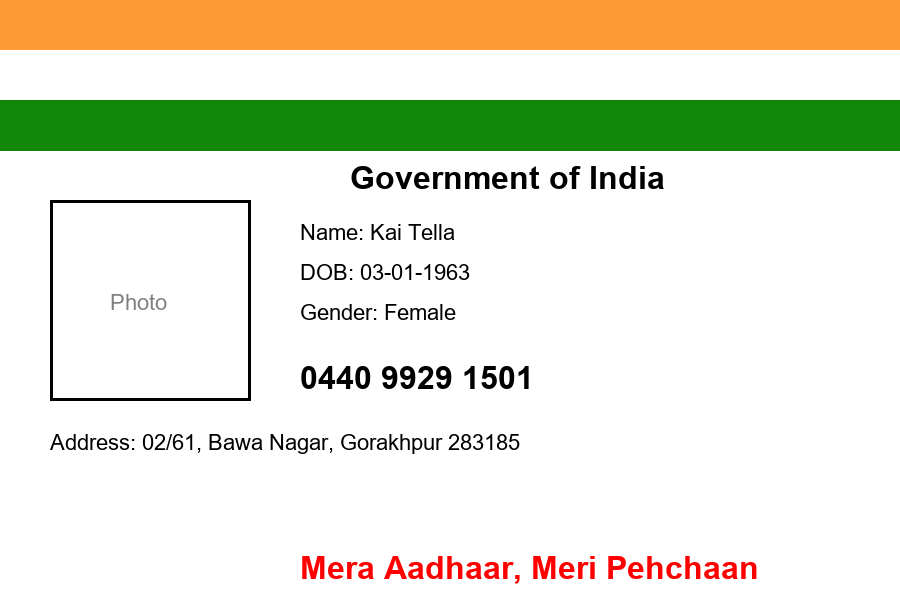 Government of India
Name: Kai Tella
DOB: 03-01-1963
Gender: Female
Photo
0440 9929 1501
Address: 02/61, Bawa Nagar, Gorakhpur 283185
Mera Aadhaar, Meri Pehchaan